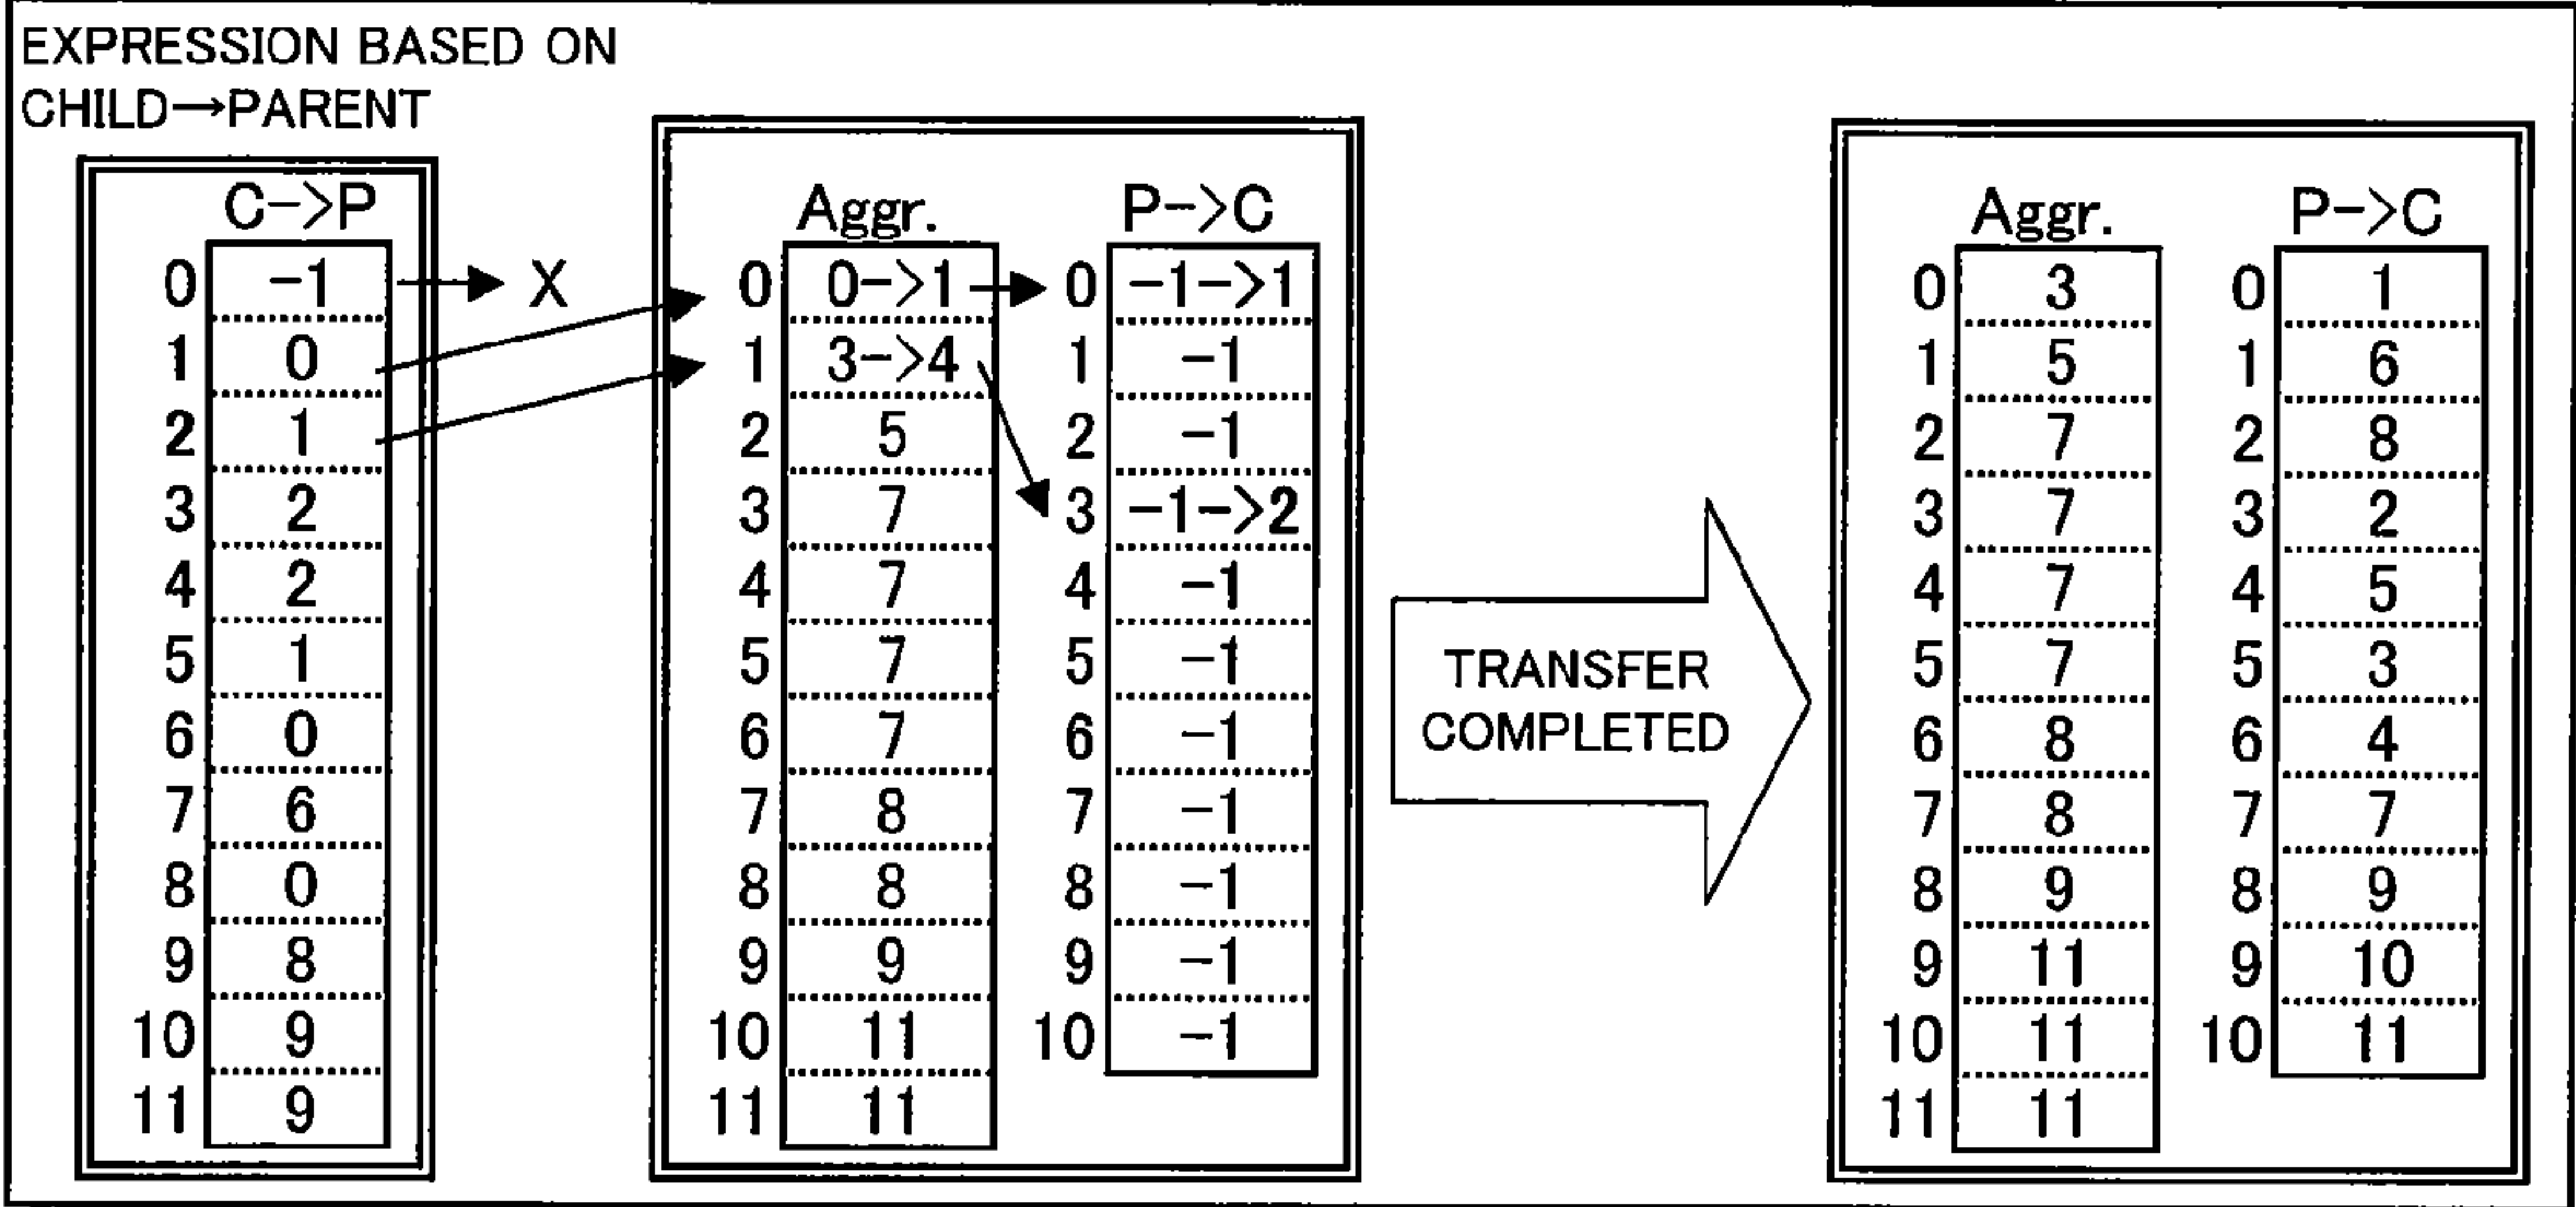 EXPRESSION BASED ON
CHILD→PARENT
C->P
0 -1 X
1 0
2 1
3 2
4 2
5 1
6 0
7 6
8 0
9 8
10 9
11 9
Aggr. P->C
0 0->1 0 -1->1
1 3->4 1 -1
2 5 2 -1
3 7 3 -1->2
4 7 4 -1
5 7 5 -1
6 7 6 -1
7 8 7 -1
8 8 8 -1
9 9 9 -1
10 11 10 -1
11 11
TRANSFER
COMPLETED
Aggr. P->C
0 3 0 1
1 5 1 6
2 7 2 8
3 7 3 2
4 7 4 5
5 7 5 3
6 8 6 4
7 8 7 7
8 9 8 9
9 11 9 10
10 11 10 11
11 11